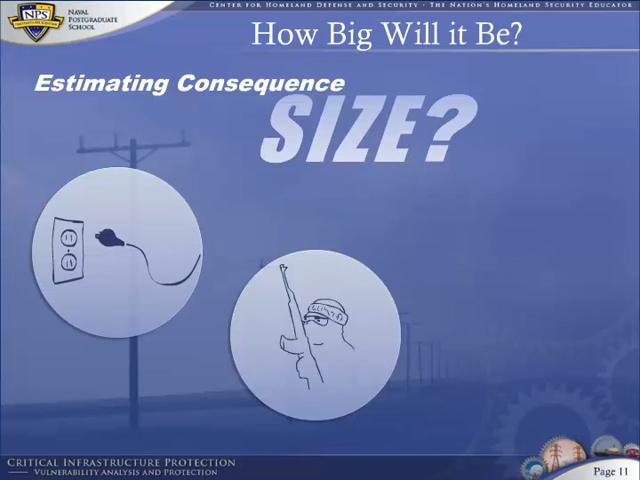 Center for Homeland Defense and Security - The Nation's Homeland Security Educator
NPS
Naval
Postgraduate
School
How Big Will it Be?
Estimating Consequence
SIZE?
Critical Infrastructure Protection
Vulnerability Analysis and Protection
Page 11